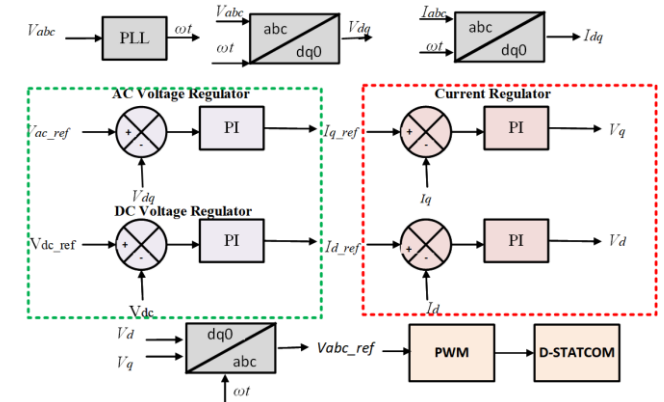 Vabc
PLL
ωt
Vabc
ωt
abc
dq0
Vdq
Iabc
ωt
abc
dq0
Idq
AC Voltage Regulator
Vac_ref
+
-
PI
Iq_ref
Vdq
DC Voltage Regulator
Vdc_ref
+
-
PI
Id_ref
Vdc
Current Regulator
+
-
PI
Vq
Iq
+
-
PI
Vd
Id
Vd
Vq
dq0
abc
ωt
Vabc_ref
PWM
D-STATCOM